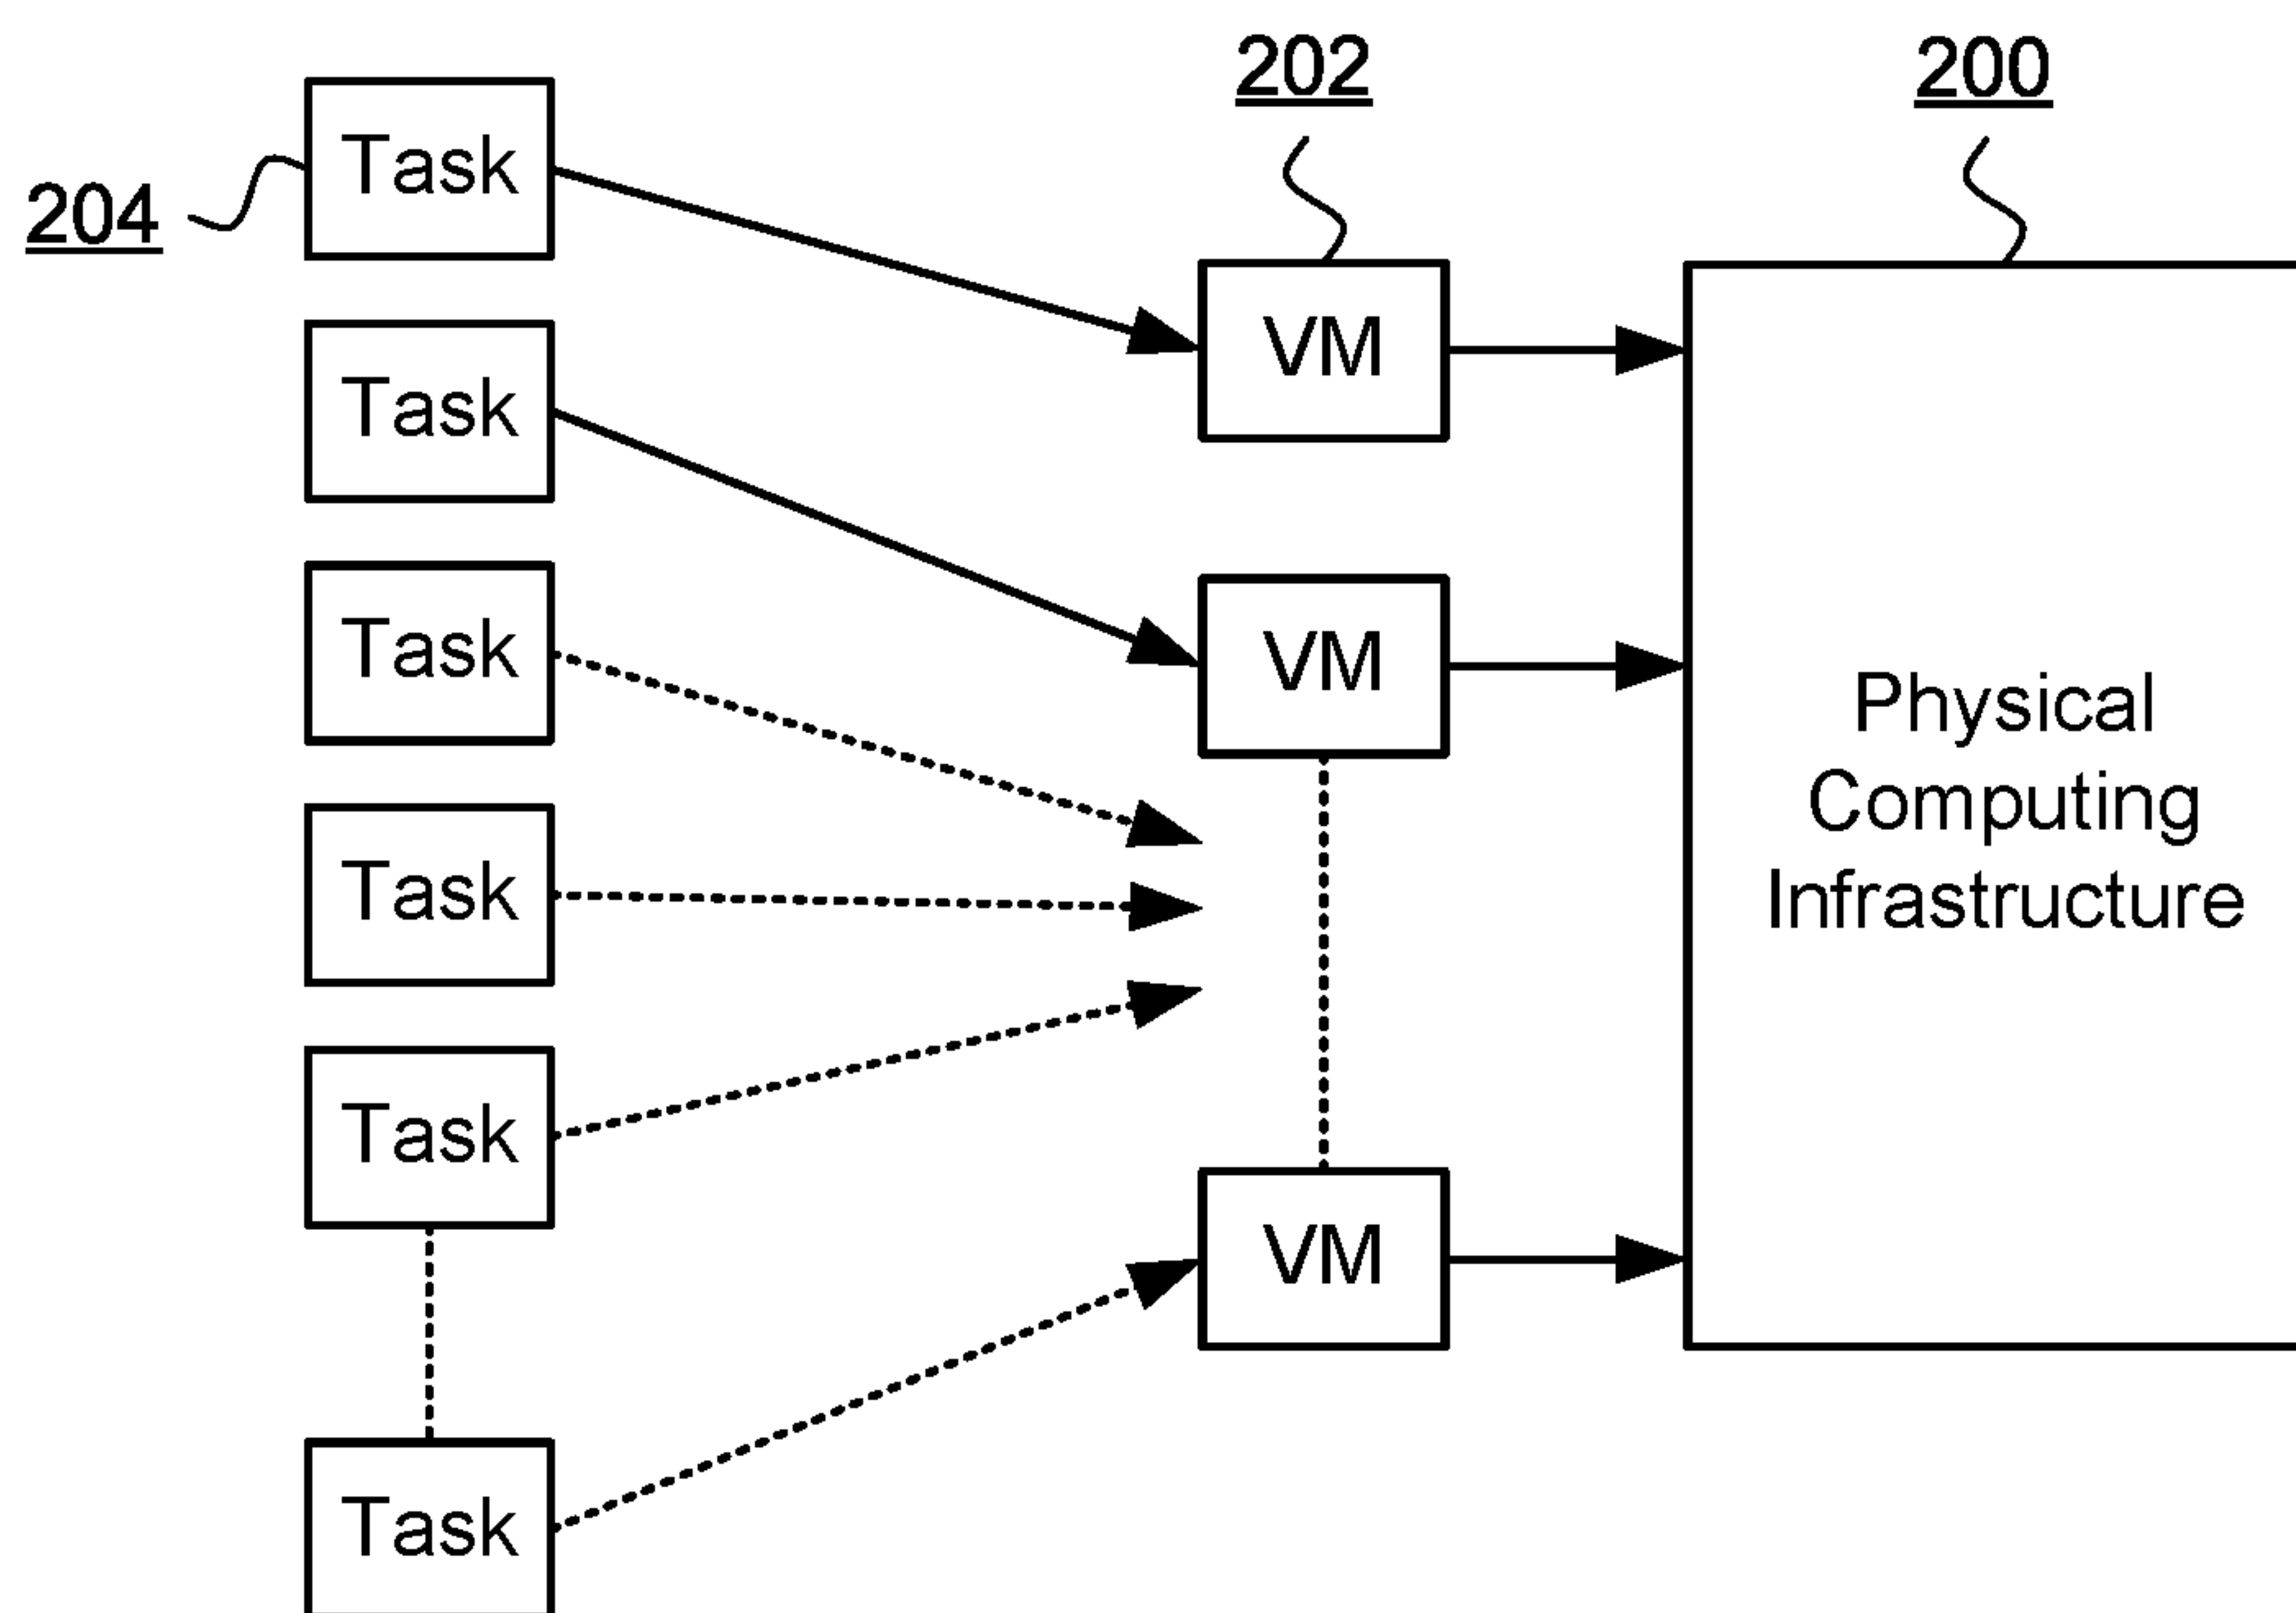 202
200
204
Task
VM
Task
Task
VM
Physical
Computing
Infrastructure
Task
Task
VM
Task